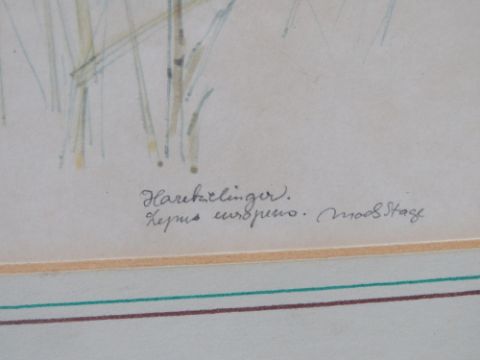 Harekillinger.
Lepus europeus. Mads Stage